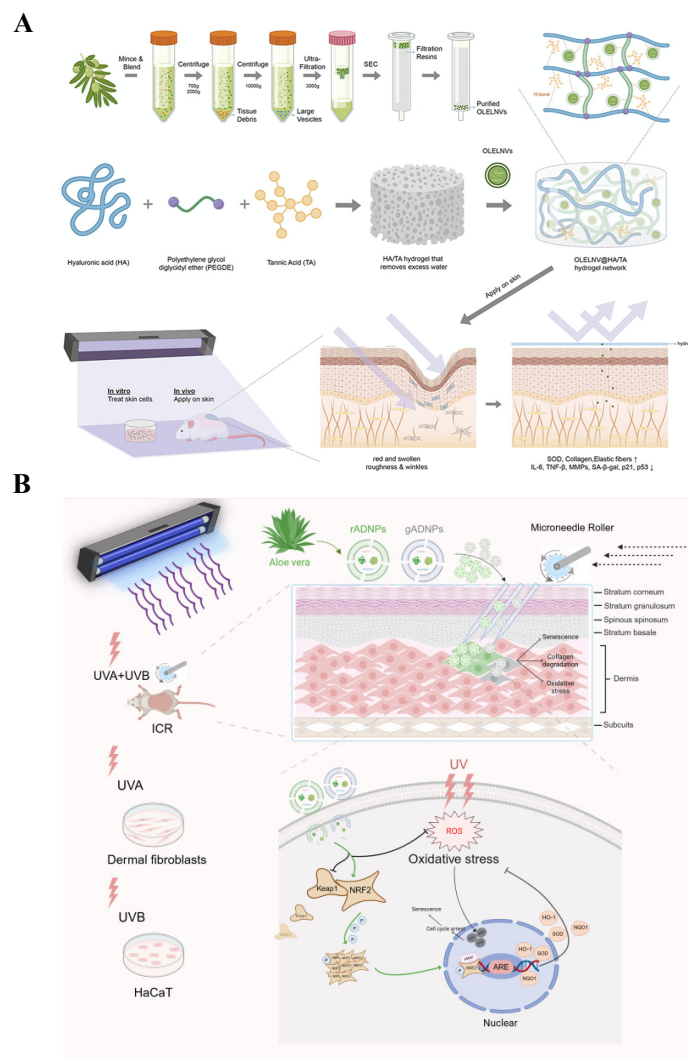 A
Mince &
Blend
Centrifuge
700g
2000g
Centrifuge
10000g
Ultra-
Filtration
3000g
SEC
Filtration
Resins
Tissue
Debris
Large
Vesicles
Purified
OLELNVs
H-bond
OLELNVs
Hyaluronic acid (HA)
Polyethylene glycol
diglycidyl ether (PEGDE)
Tannic Acid (TA)
HA/TA hydrogel that
removes excess water
OLELNV@HA/TA
hydrogel network
Apply on skin
hydr
In vitro
Treat skin cells
In vivo
Apply on skin
red and swollen
roughness & winkles
SOD, Collagen,Elastic fibers ↑
IL-6, TNF-β, MMPs, SA-β-gal, p21, p53 ↓
B
Aloe vera
rADNPs
gADNPs
Microneedle Roller
Stratum corneum
Stratum granulosum
Spinous spinosum
Stratum basale
Senescence
Collagen
degradation
Oxidative
stress
Dermis
Subcuits
UVA+UVB
ICR
UVA
Dermal fibroblasts
UVB
HaCaT
UV
ROS
Oxidative stress
Keap1
NRF2
Keap1
P
P
P
P
Senescence
Cell cycle arrest
HO-1
SOD
NQO1
HO-1
SOD
NQO1
sMAF
P
NRF2
ARE
Nuclear